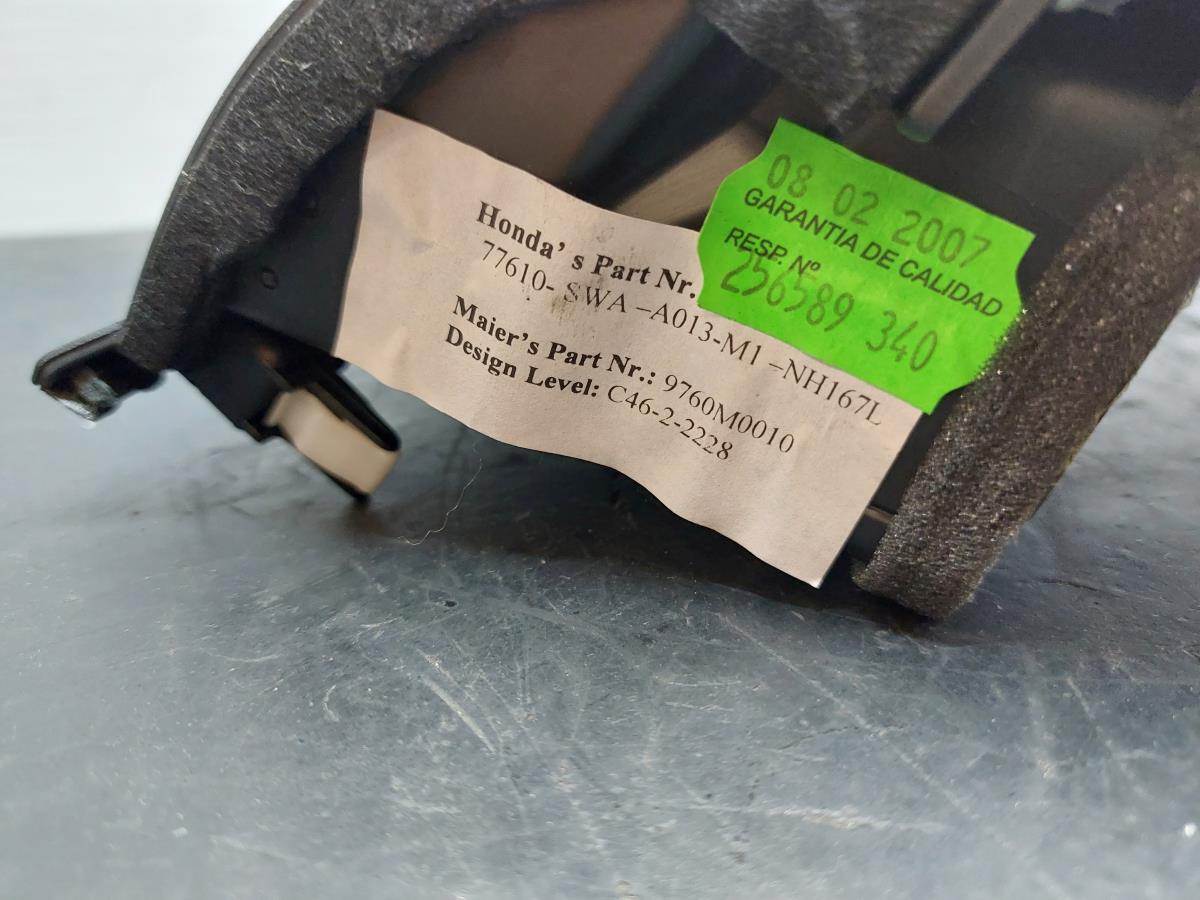 Honda' s Part Nr.
77610- SWA –A013-M1 –NH167L
Maier's Part Nr.: 9760M0010
Design Level: C46-2-2228
08 02 2007
GARANTIA DE CALIDAD
RESP. Nº
256589 340